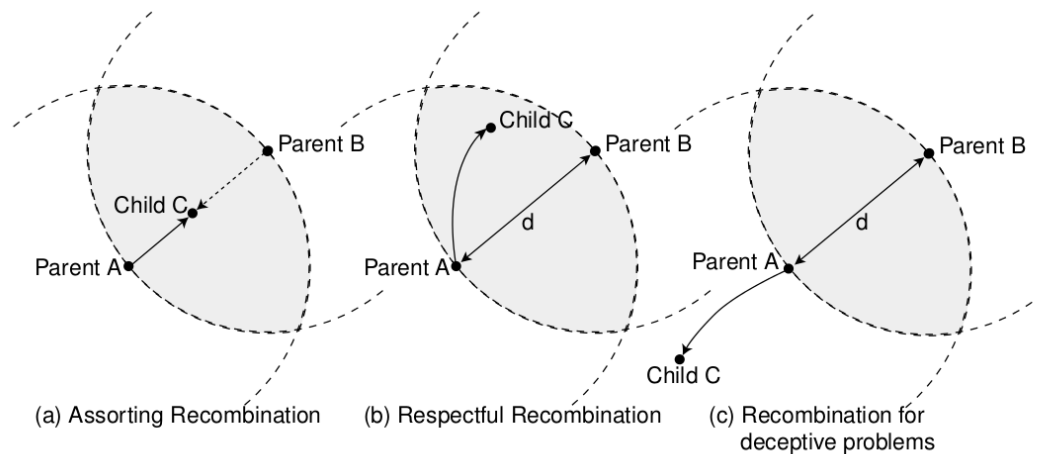 Parent B
Child C
Parent A
(a) Assorting Recombination
Child C
Parent B
d
Parent A
(b) Respectful Recombination
Parent B
d
Parent A
Child C
(c) Recombination for
deceptive problems